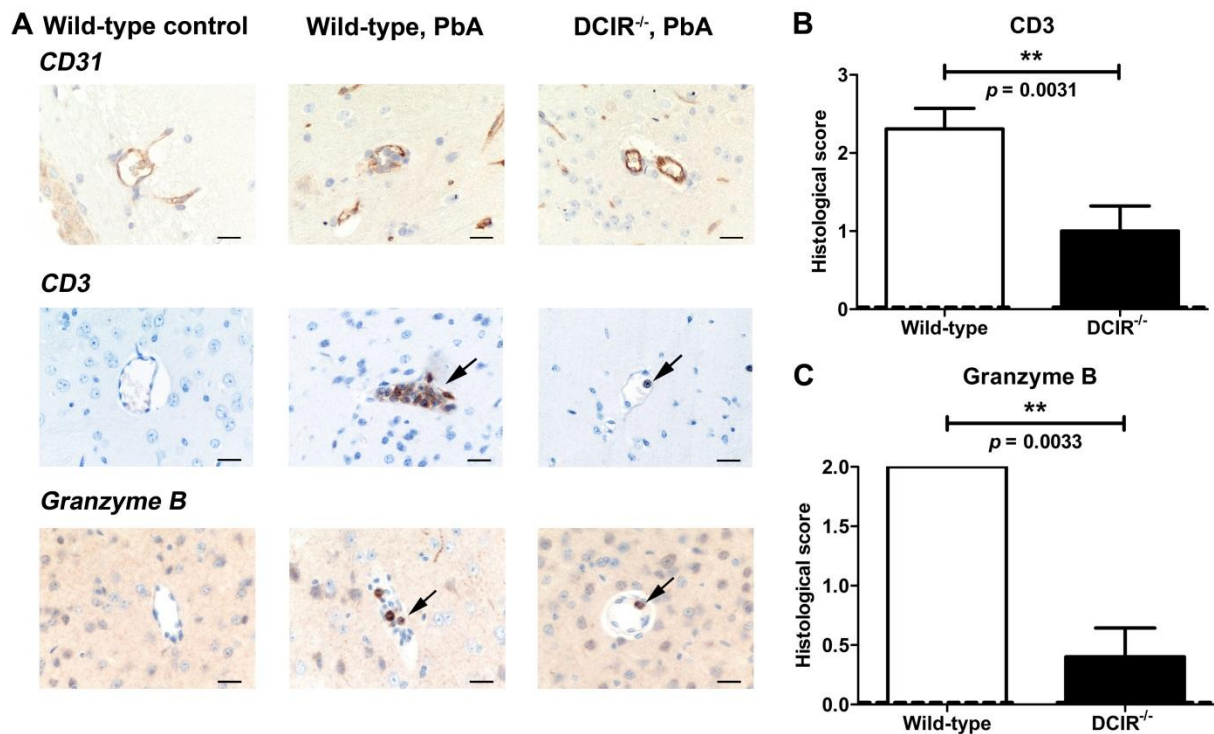 A Wild-type control Wild-type, PbA DCIR-/-, PbA
CD31
CD3
Granzyme B
B
CD3
**
p = 0.0031
Histological score
3
2
1
0
Wild-type DCIR-/-
C
Granzyme B
**
p = 0.0033
Histological score
2.0
1.5
1.0
0.5
0.0
Wild-type DCIR-/-